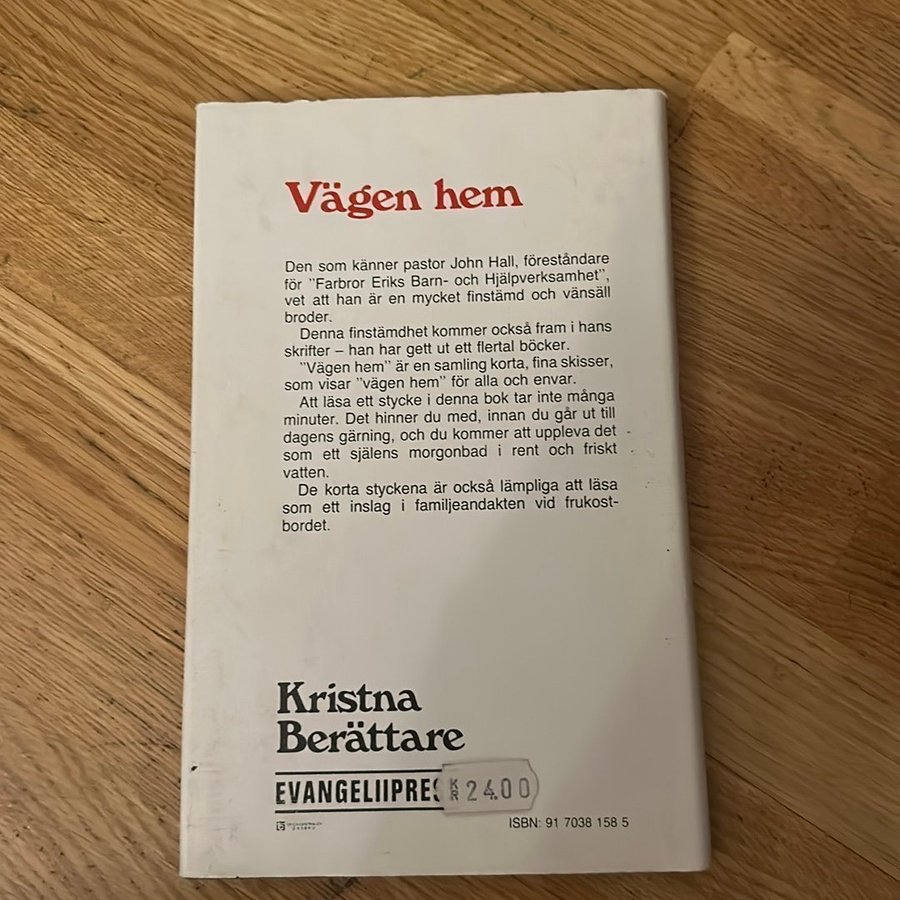 Vägen hem
Den som känner pastor John Hall, föreståndare
för "Farbror Eriks Barn- och Hjälpverksamhet",
vet att han är en mycket finstämd och vänsäll
broder.
Denna finstämdhet kommer också fram i hans
skrifter – han har gett ut ett flertal böcker.
"Vägen hem" är en samling korta, fina skisser,
som visar "vägen hem" för alla och envar.
Att läsa ett stycke i denna bok tar inte många
minuter. Det hinner du med, innan du går ut till
dagens gärning, och du kommer att uppleva det
som ett själens morgonbad i rent och friskt
vatten.
De korta styckena är också lämpliga att läsa
som ett inslag i familjeandakten vid frukost-
bordet.
Kristna
Berättare
EVANGELIIPRES
KR 24.00
ISBN: 91 7038 158 5